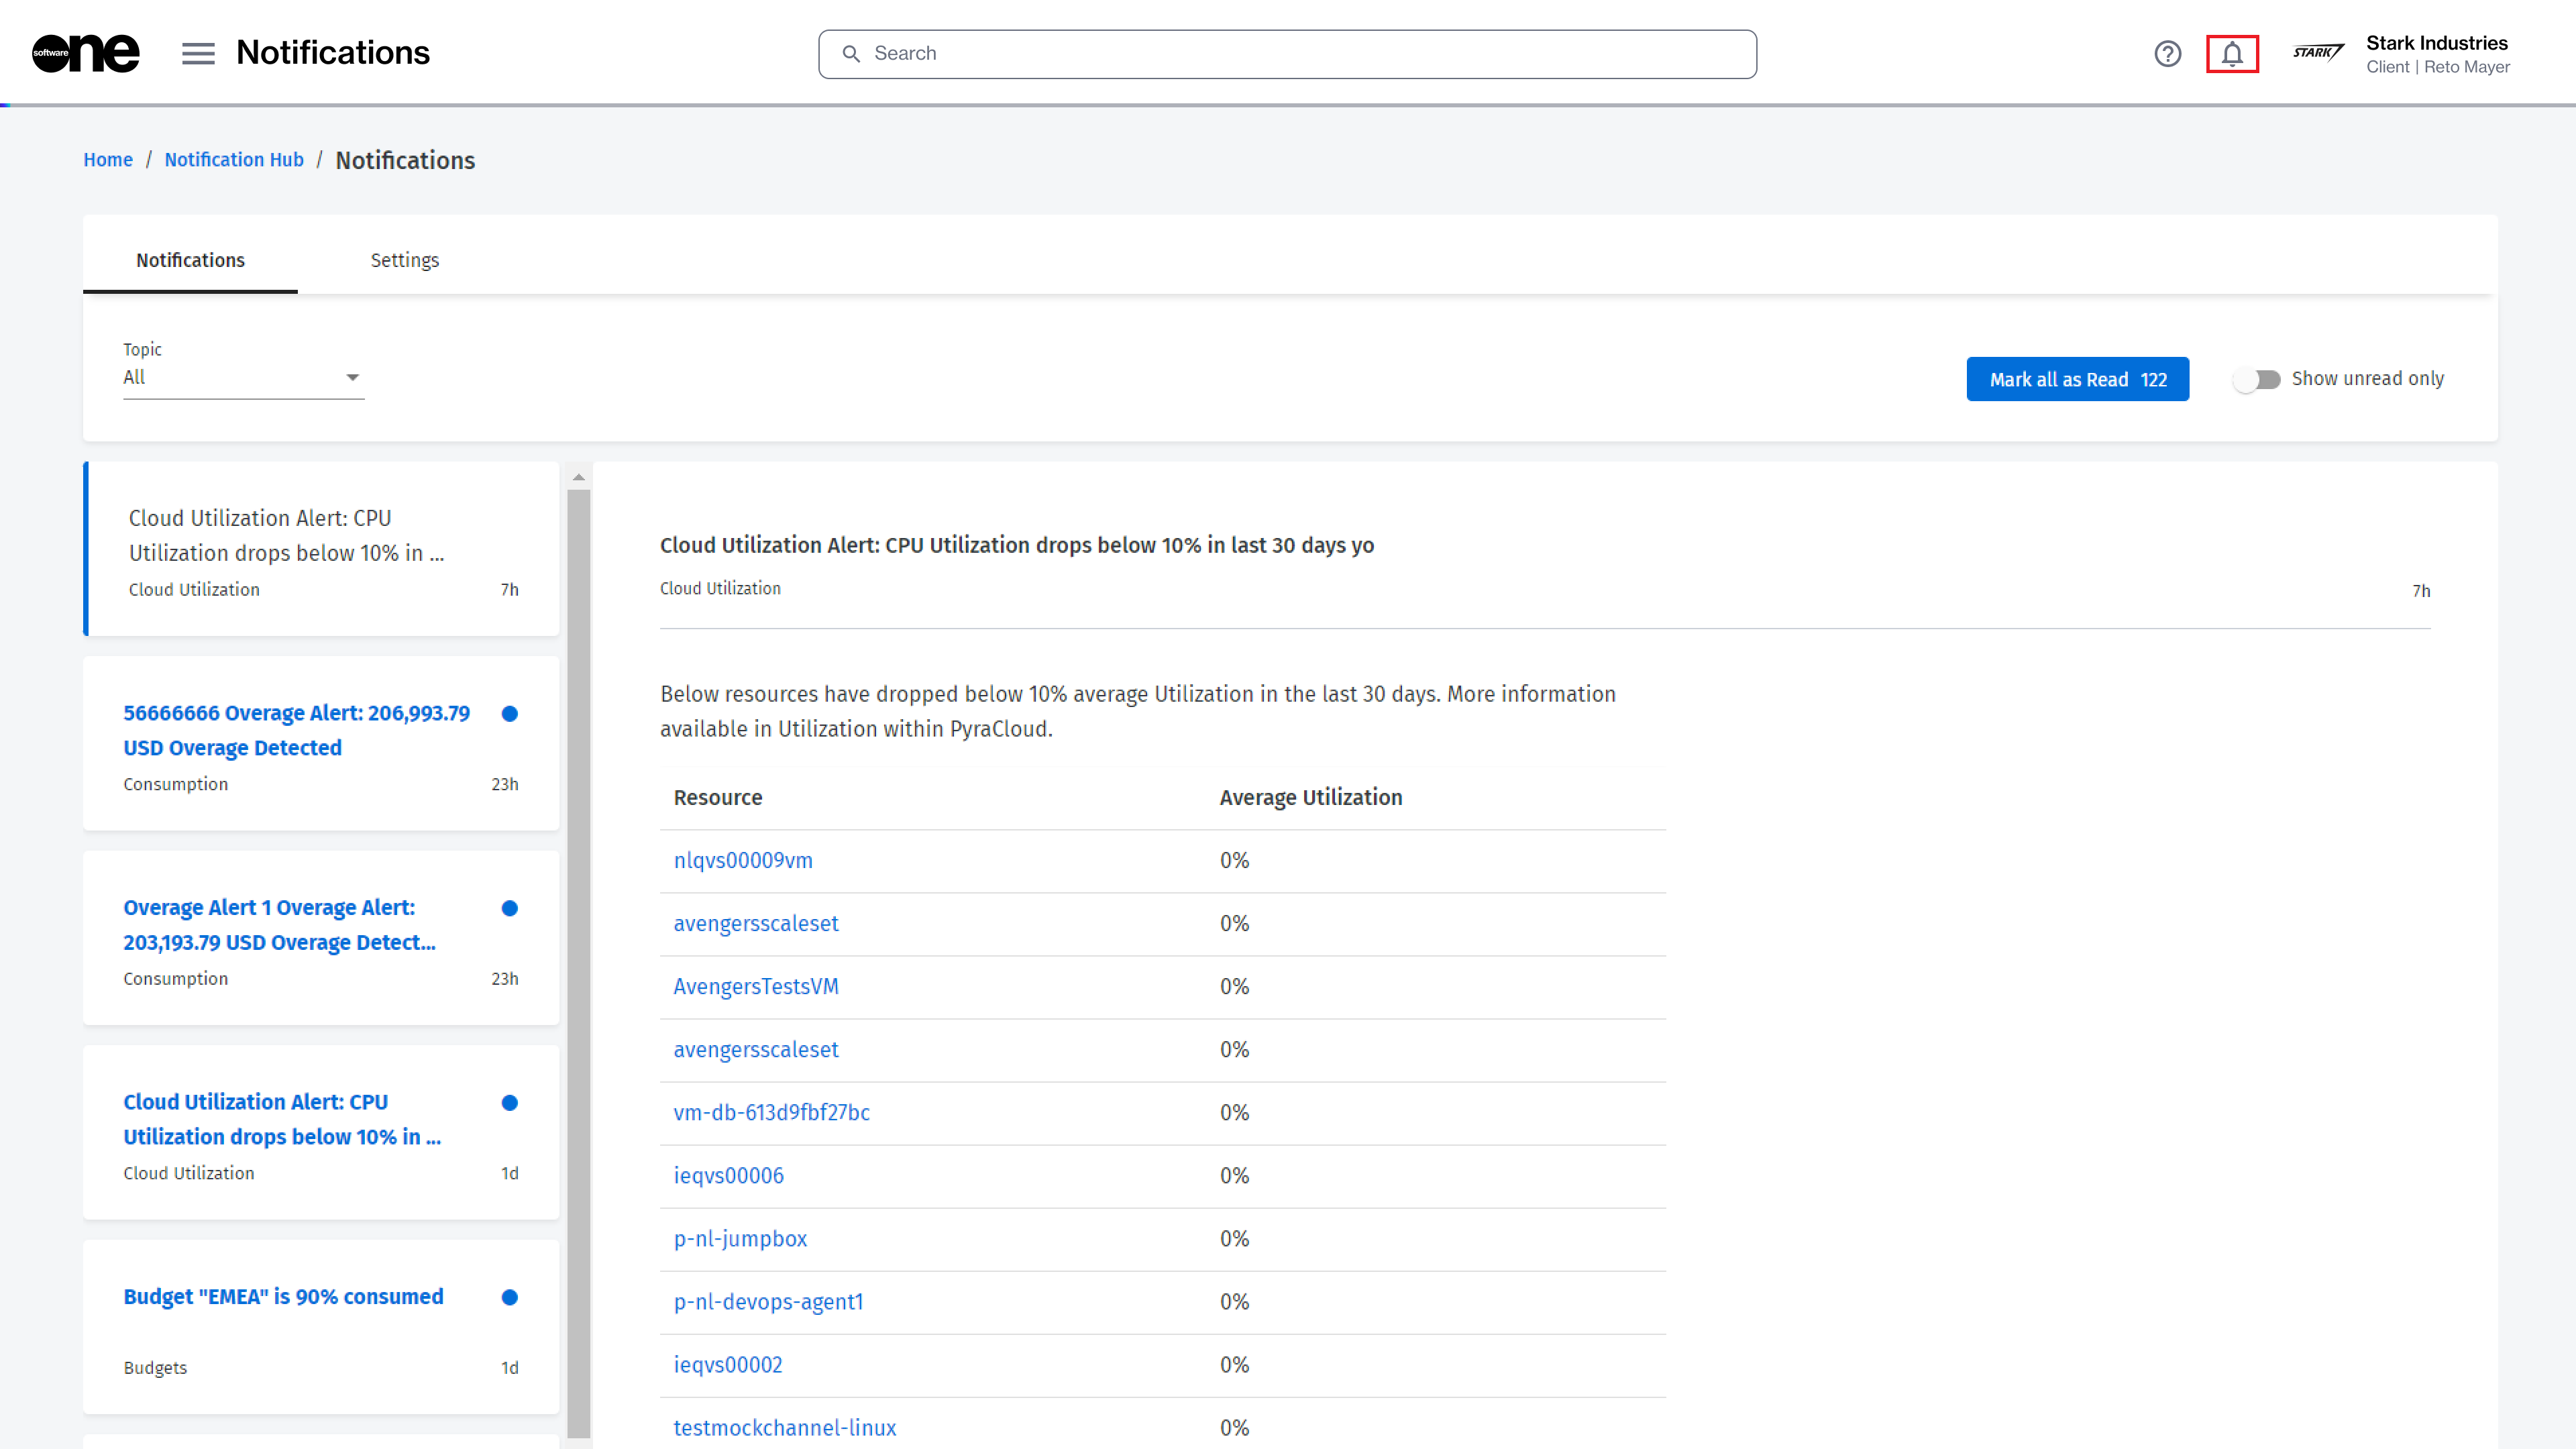 software one
Notifications
Search
STARK
Stark Industries
Client | Reto Mayer
Home / Notification Hub / Notifications
Notifications
Settings
Topic
All
Mark all as Read 122
Show unread only
Cloud Utilization Alert: CPU
Utilization drops below 10% in ...
Cloud Utilization 7h
56666666 Overage Alert: 206,993.79
USD Overage Detected
Consumption 23h
Overage Alert 1 Overage Alert:
203,193.79 USD Overage Detect...
Consumption 23h
Cloud Utilization Alert: CPU
Utilization drops below 10% in ...
Cloud Utilization 1d
Budget "EMEA" is 90% consumed
Budgets 1d
Cloud Utilization Alert: CPU Utilization drops below 10% in last 30 days yo
Cloud Utilization 7h
Below resources have dropped below 10% average Utilization in the last 30 days. More information
available in Utilization within PyraCloud.
Resource Average Utilization
nlqvs00009vm 0%
avengersscaleset 0%
AvengersTestsVM 0%
avengersscaleset 0%
vm-db-613d9fbf27bc 0%
ieqvs00006 0%
p-nl-jumpbox 0%
p-nl-devops-agent1 0%
ieqvs00002 0%
testmockchannel-linux 0%